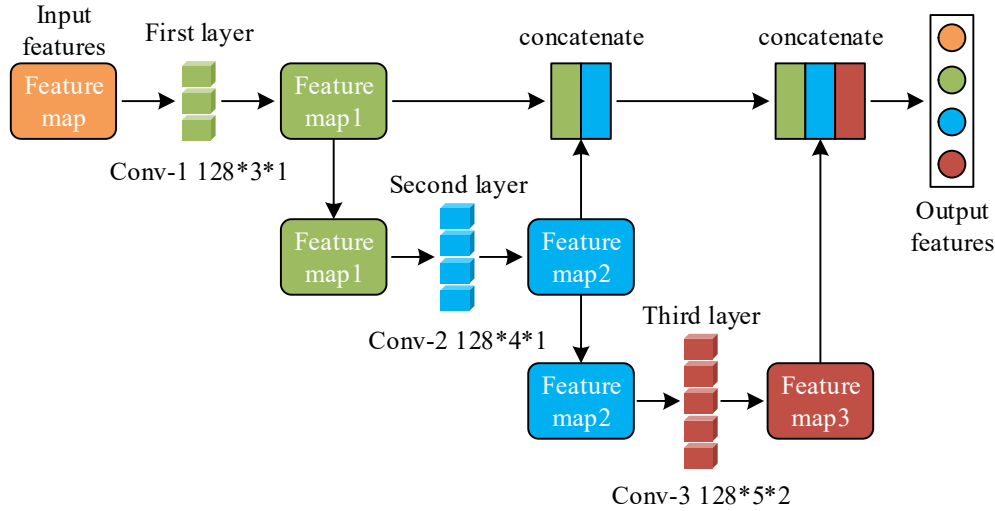 Input
features
First layer
concatenate
concatenate
Feature
map
Feature
map1
Conv-1 128*3*1
Second layer
Output
features
Feature
map1
Feature
map2
Conv-2 128*4*1
Third layer
Feature
map2
Feature
map3
Conv-3 128*5*2